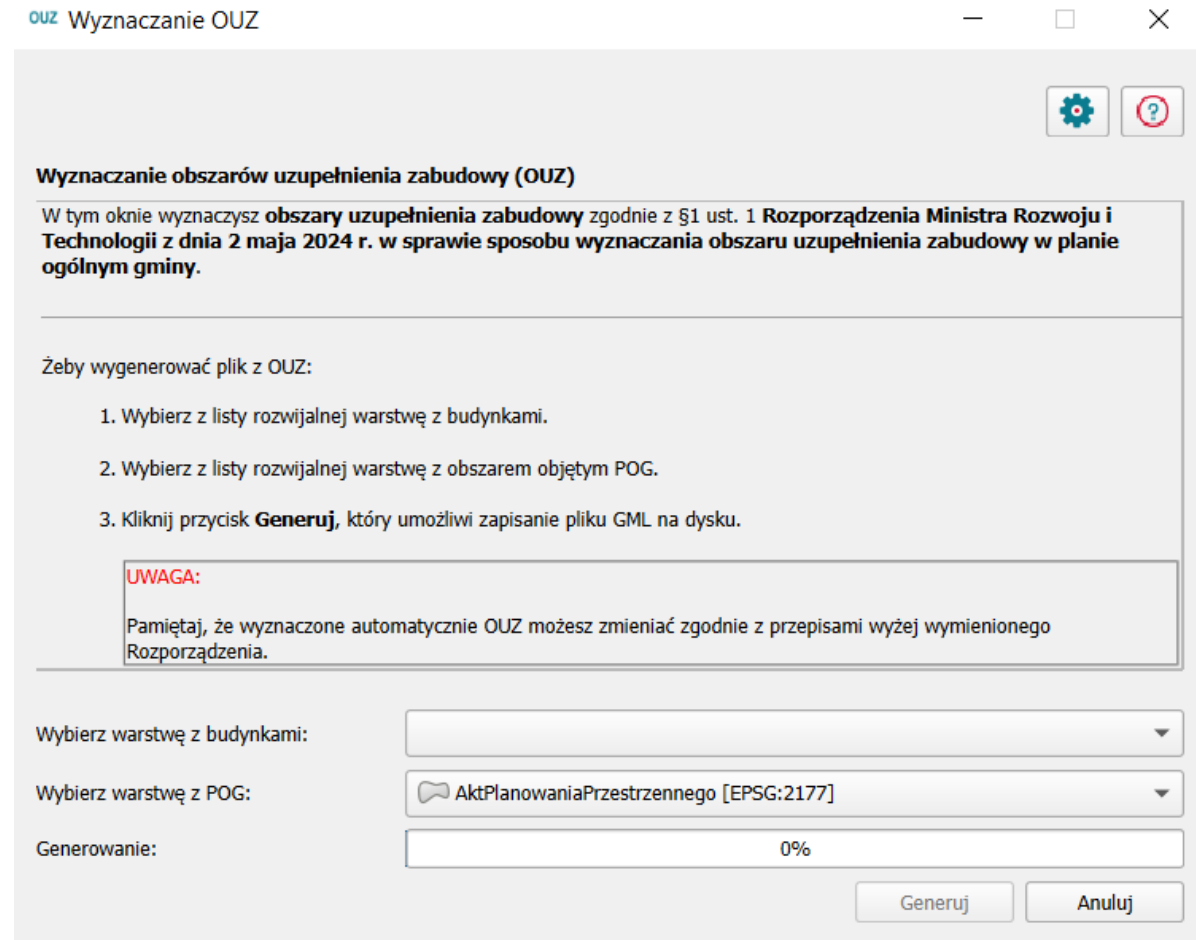 OUZ Wyznaczanie OUZ
Wyznaczanie obszarów uzupełnienia zabudowy (OUZ)
W tym oknie wyznaczysz obszary uzupełnienia zabudowy zgodnie z §1 ust. 1 Rozporządzenia Ministra Rozwoju i
Technologii z dnia 2 maja 2024 r. w sprawie sposobu wyznaczania obszaru uzupełnienia zabudowy w planie
ogólnym gminy.
Żeby wygenerować plik z OUZ:
1. Wybierz z listy rozwijalnej warstwę z budynkami.
2. Wybierz z listy rozwijalnej warstwę z obszarem objętym POG.
3. Kliknij przycisk Generuj, który umożliwi zapisanie pliku GML na dysku.
UWAGA:
Pamiętaj, że wyznaczone automatycznie OUZ możesz zmieniać zgodnie z przepisami wyżej wymienionego
Rozporządzenia.
Wybierz warstwę z budynkami:
Wybierz warstwę z POG: AktPlanowaniaPrzestrzennego [EPSG:2177]
Generowanie: 0%
Generuj Anuluj